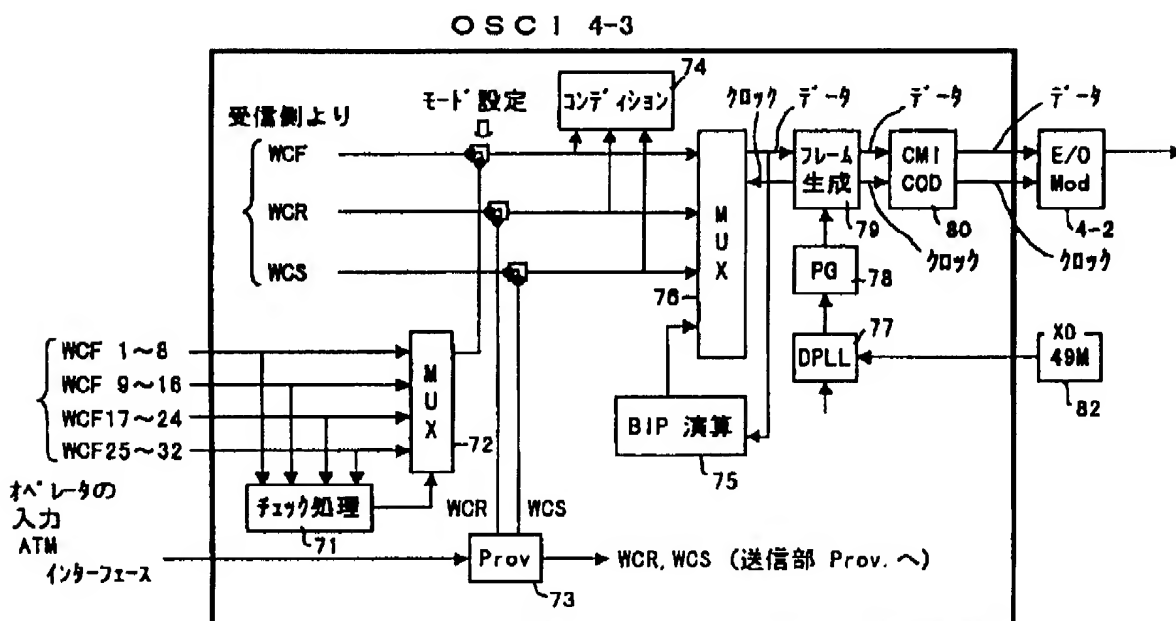 OSCI 4-3
74
モード設定
コンディション
クロック
データ
データ
データ
受信側より
WCF
WCR
WCS
MUX
76
フレーム
生成
79
CMI
COD
80
E/O
Mod
4-2
クロック
クロック
PG
78
77
DPLL
XO
49M
82
WCF 1~8
WCF 9~16
WCF17~24
WCF25~32
MUX
72
BIP 演算
75
オペレータの
入力
ATM
インターフェース
チェック処理
71
WCR
WCS
Prov
73
WCR, WCS (送信部 Prov. へ)